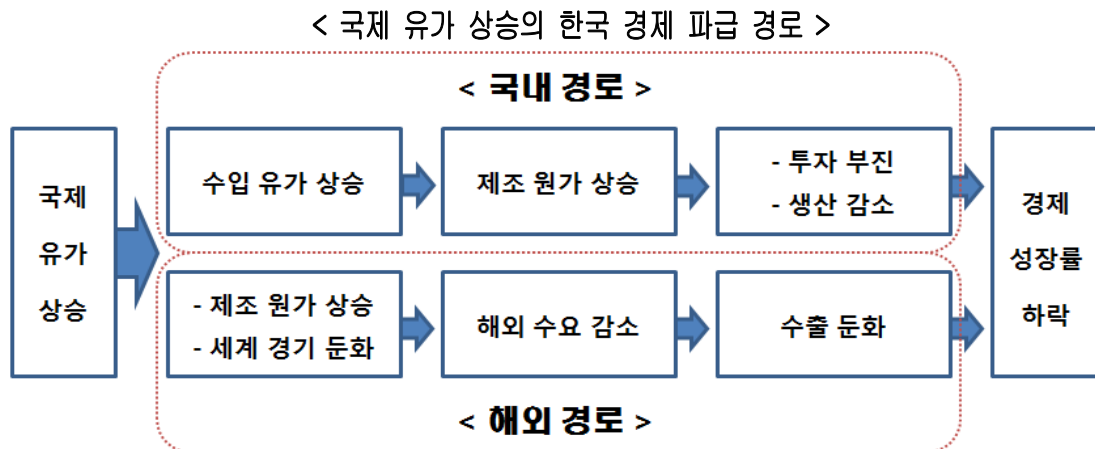 < 국제 유가 상승의 한국 경제 파급 경로 >
< 국내 경로 >
국제
유가
상승
수입 유가 상승
제조 원가 상승
- 투자 부진
- 생산 감소
- 제조 원가 상승
- 세계 경기 둔화
해외 수요 감소
수출 둔화
< 해외 경로 >
경제
성장률
하락